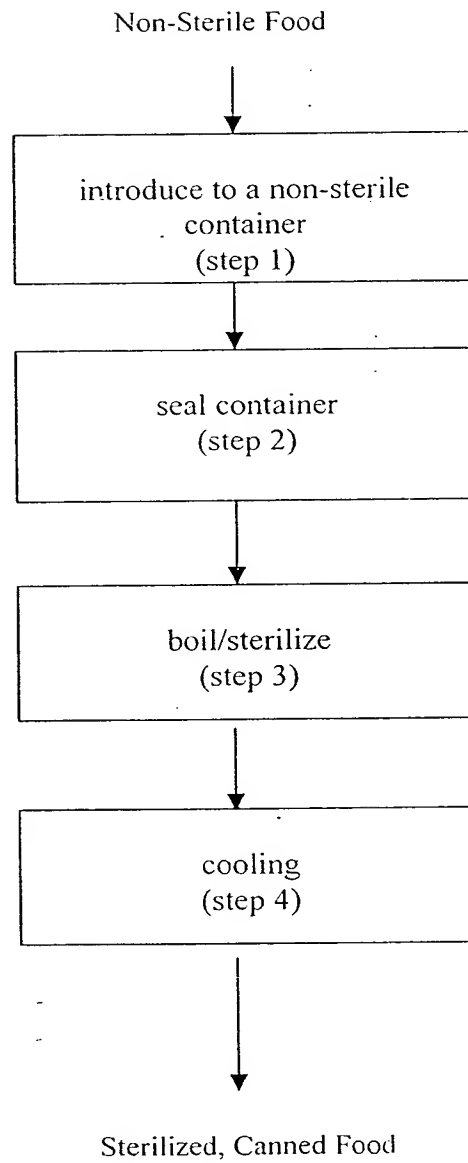 Non-Sterile Food
introduce to a non-sterile
container
(step 1)
seal container
(step 2)
boil/sterilize
(step 3)
cooling
(step 4)
Sterilized, Canned Food